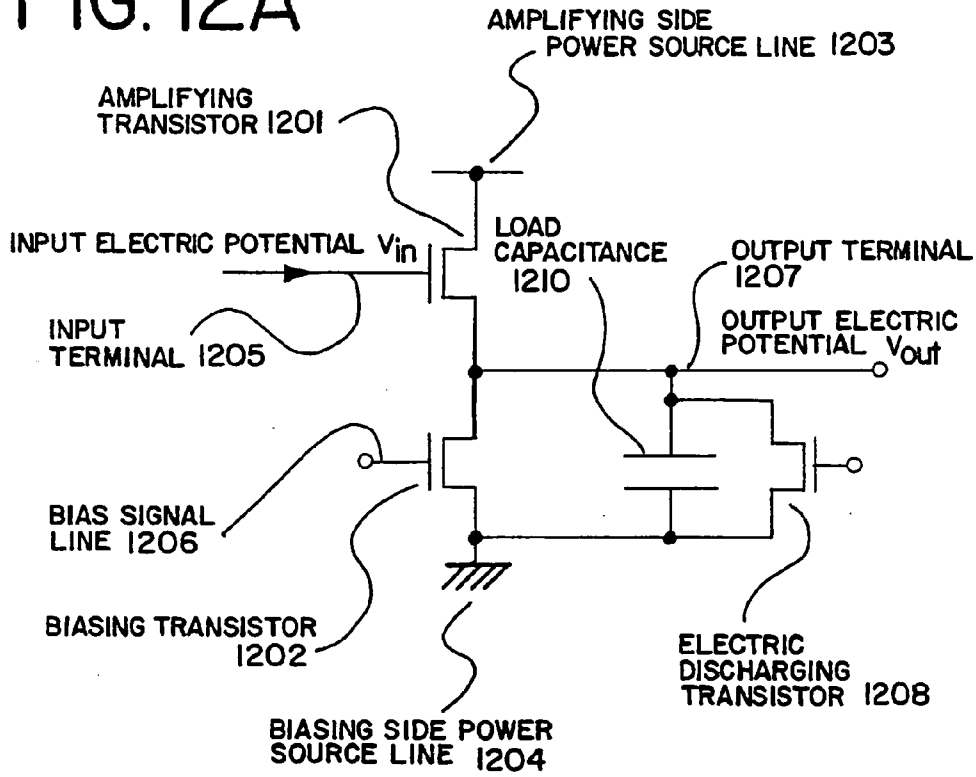 FIG. 12A
AMPLIFYING SIDE
POWER SOURCE LINE 1203
AMPLIFYING
TRANSISTOR 1201
INPUT ELECTRIC POTENTIAL Vin
LOAD
CAPACITANCE
1210
OUTPUT TERMINAL
1207
INPUT
TERMINAL 1205
OUTPUT ELECTRIC
POTENTIAL Vout
BIAS SIGNAL
LINE 1206
BIASING TRANSISTOR
1202
ELECTRIC
DISCHARGING
TRANSISTOR 1208
BIASING SIDE POWER
SOURCE LINE 1204